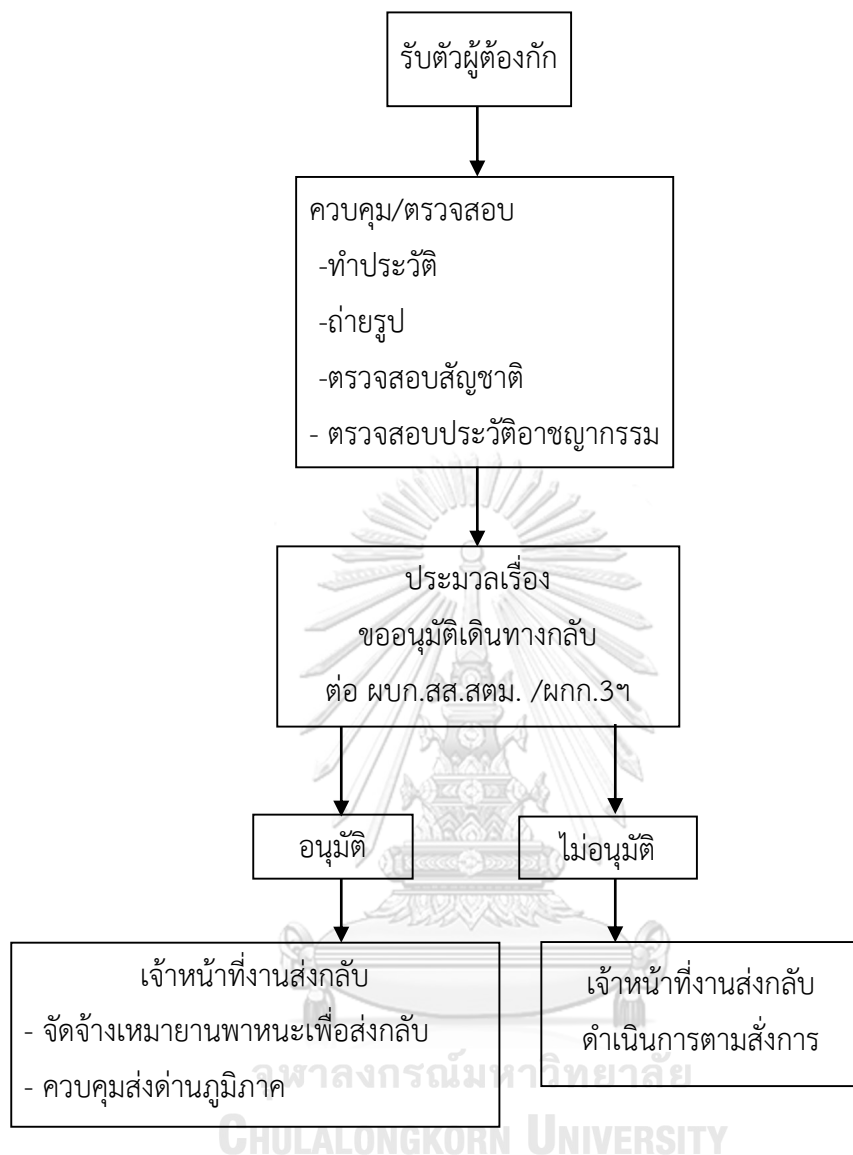 รับตัวผู้ต้องกัก
ควบคุม/ตรวจสอบ
-ทำประวัติ
-ถ่ายรูป
-ตรวจสอบสัญชาติ
- ตรวจสอบประวัติอาชญากรรม
ประมวลเรื่อง
ขออนุมัติเดินทางกลับ
ต่อ ผบก.สส.สตม. /ผกก.3ฯ
อนุมัติ
ไม่อนุมัติ
เจ้าหน้าที่งานส่งกลับ
- จัดจ้างเหมายานพาหนะเพื่อส่งกลับ
- ควบคุมส่งด่านภูมิภาค
เจ้าหน้าที่งานส่งกลับ
ดำเนินการตามสั่งการ
จุฬาลงกรณ์มหาวิทยาลัย
CHULALONGKORN UNIVERSITY